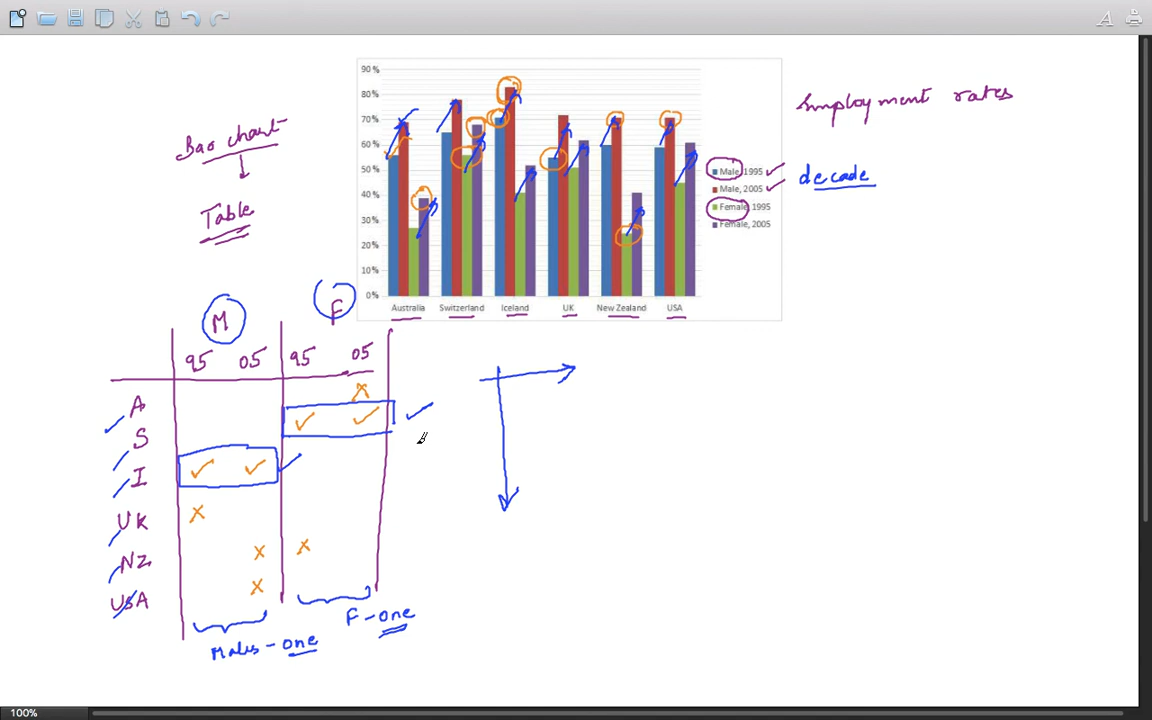 90%
80%
70%
60%
50%
40%
30%
20%
10%
0%
Australia Switzerland Iceland UK New Zealand USA
Male, 1995
Male, 2005
Female, 1995
Female, 2005
Employment rates
decade
Bar chart
Table
M F
95 05 95 05
A
S
I
UK
NZ
USA
Males - one
F - one
100%